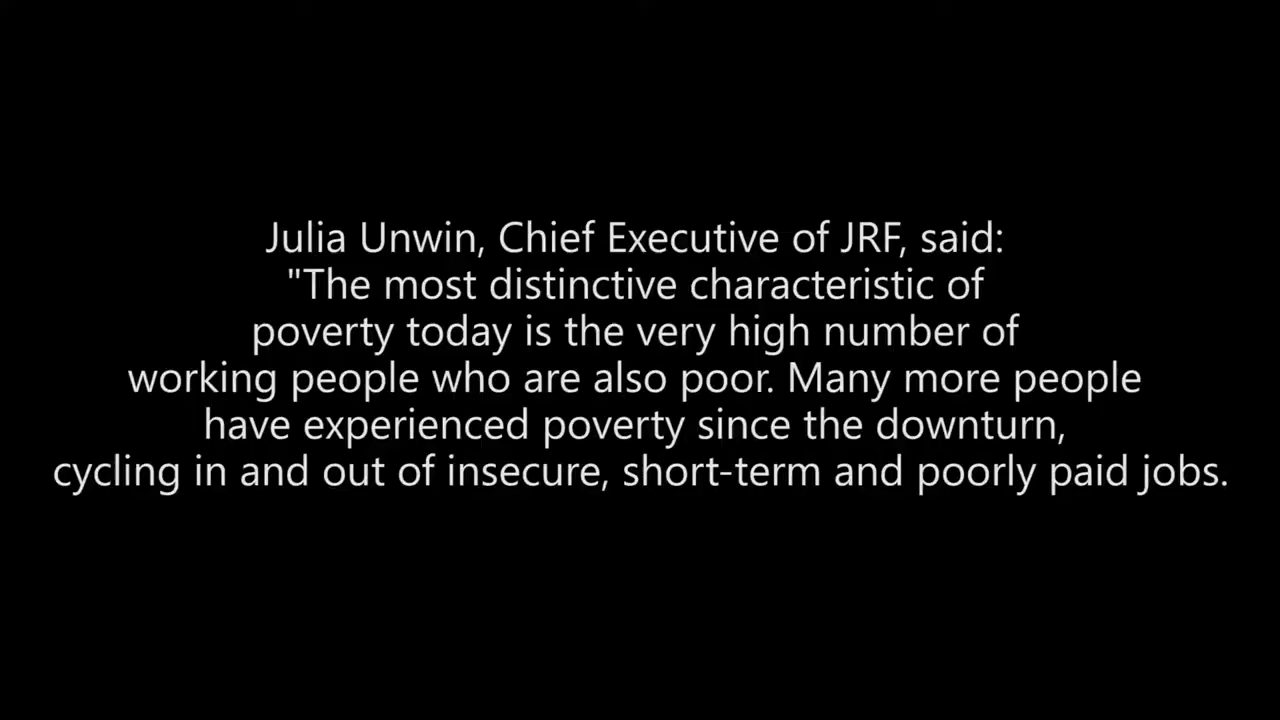 Julia Unwin, Chief Executive of JRF, said:
"The most distinctive characteristic of
poverty today is the very high number of
working people who are also poor. Many more people
have experienced poverty since the downturn,
cycling in and out of insecure, short-term and poorly paid jobs.